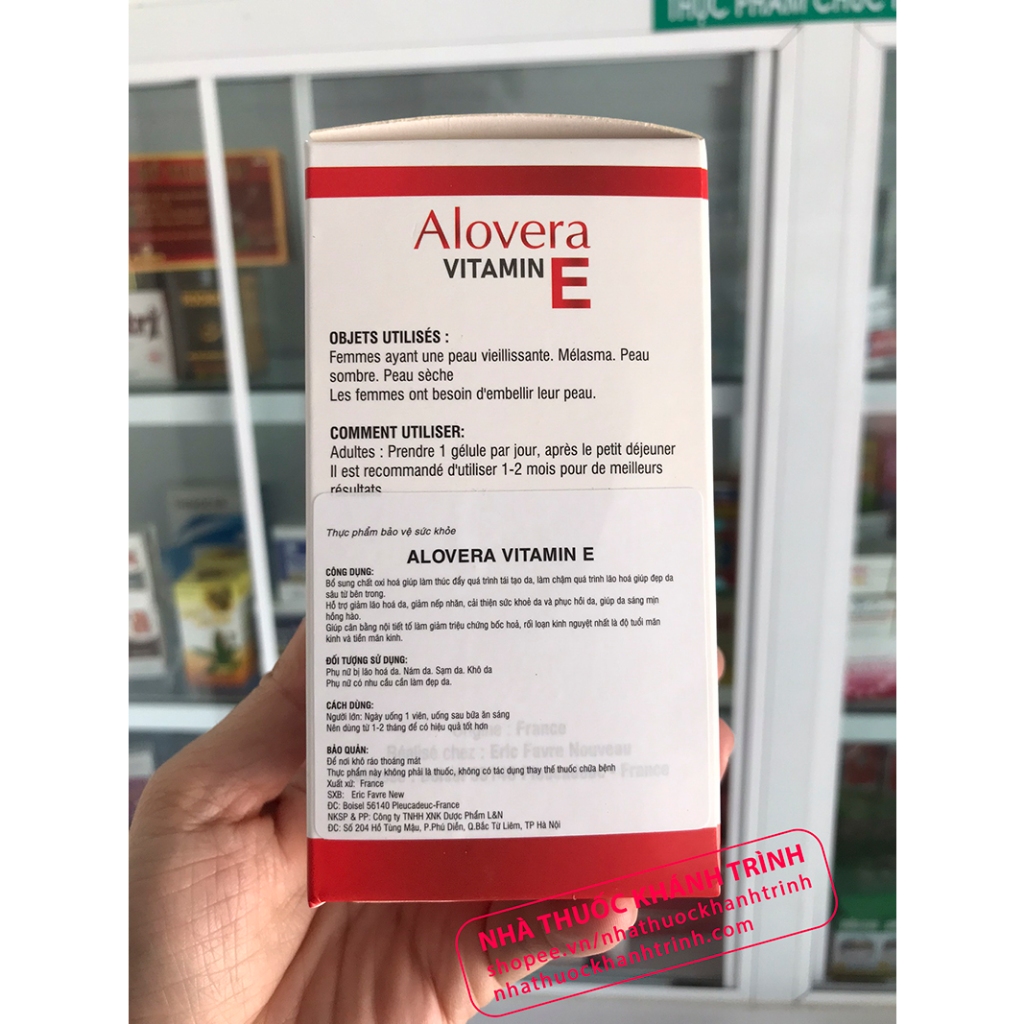 THỰC PHẨM CHỨC
Alovera
VITAMIN E
OBJETS UTILISÉS :
Femmes ayant une peau vieillissante. Mélasma. Peau
sombre. Peau sèche
Les femmes ont besoin d'embellir leur peau.
COMMENT UTILISER:
Adultes : Prendre 1 gélule par jour, après le petit déjeuner
Il est recommandé d'utiliser 1-2 mois pour de meilleurs
résultats
Thực phẩm bảo vệ sức khỏe
ALOVERA VITAMIN E
CÔNG DỤNG:
Bổ sung chất oxi hoá giúp làm thúc đẩy quá trình tái tạo da, làm chậm quá trình lão hoá giúp đẹp da
sâu từ bên trong.
Hỗ trợ giảm lão hoá da, giảm nếp nhăn, cải thiện sức khoẻ da và phục hồi da, giúp da sáng mịn
hồng hào.
Giúp cân bằng nội tiết tố làm giảm triệu chứng bốc hoả, rối loạn kinh nguyệt nhất là độ tuổi mãn
kinh và tiền mãn kinh.
ĐỐI TƯỢNG SỬ DỤNG:
Phụ nữ bị lão hoá da. Nám da. Sạm da. Khô da
Phụ nữ có nhu cầu cần làm đẹp da.
CÁCH DÙNG:
Người lớn: Ngày uống 1 viên, uống sau bữa ăn sáng
Nên dùng từ 1-2 tháng để có hiệu quả tốt hơn
: France
Réalisé chez : Eric Favre Nouveau
BẢO QUẢN:
Để nơi khô ráo thoáng mát
Thực phẩm này không phải là thuốc, không có tác dụng thay thế thuốc chữa bệnh
Xuất xứ: France
SXB: Eric Favre New
ĐC: Boisel 56140 Pleucadeuc-France
NKSP & PP: Công ty TNHH XNK Dược Phẩm L&N
ĐC: Số 204 Hồ Tùng Mậu, P.Phú Diễn, Q.Bắc Từ Liêm, TP Hà Nội
NHÀ THUỐC KHÁNH TRÌNH
shopee.vn/nhathuockhanhtrinh
nhathuockhanhtrinh.com